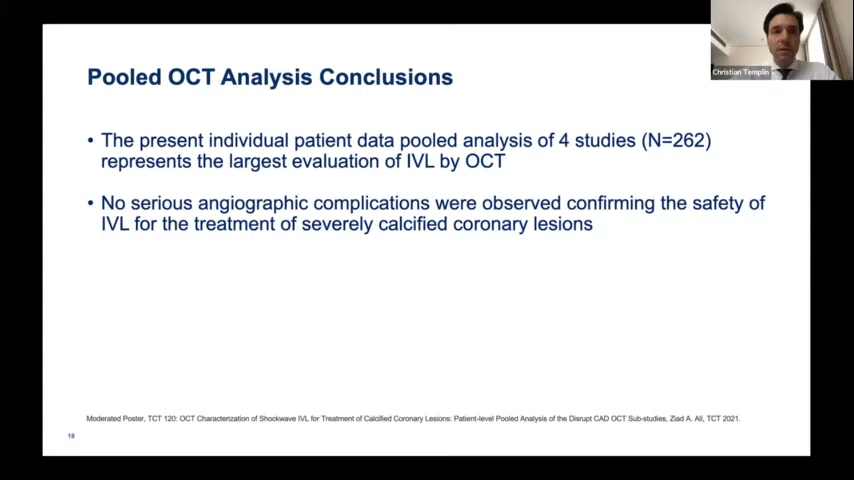 Christian Templin
Pooled OCT Analysis Conclusions
• The present individual patient data pooled analysis of 4 studies (N=262)
represents the largest evaluation of IVL by OCT
• No serious angiographic complications were observed confirming the safety of
IVL for the treatment of severely calcified coronary lesions
Moderated Poster, TCT 120: OCT Characterization of Shockwave IVL for Treatment of Calcified Coronary Lesions: Patient-level Pooled Analysis of the Disrupt CAD OCT Sub-studies, Ziad A. Ali, TCT 2021.
18